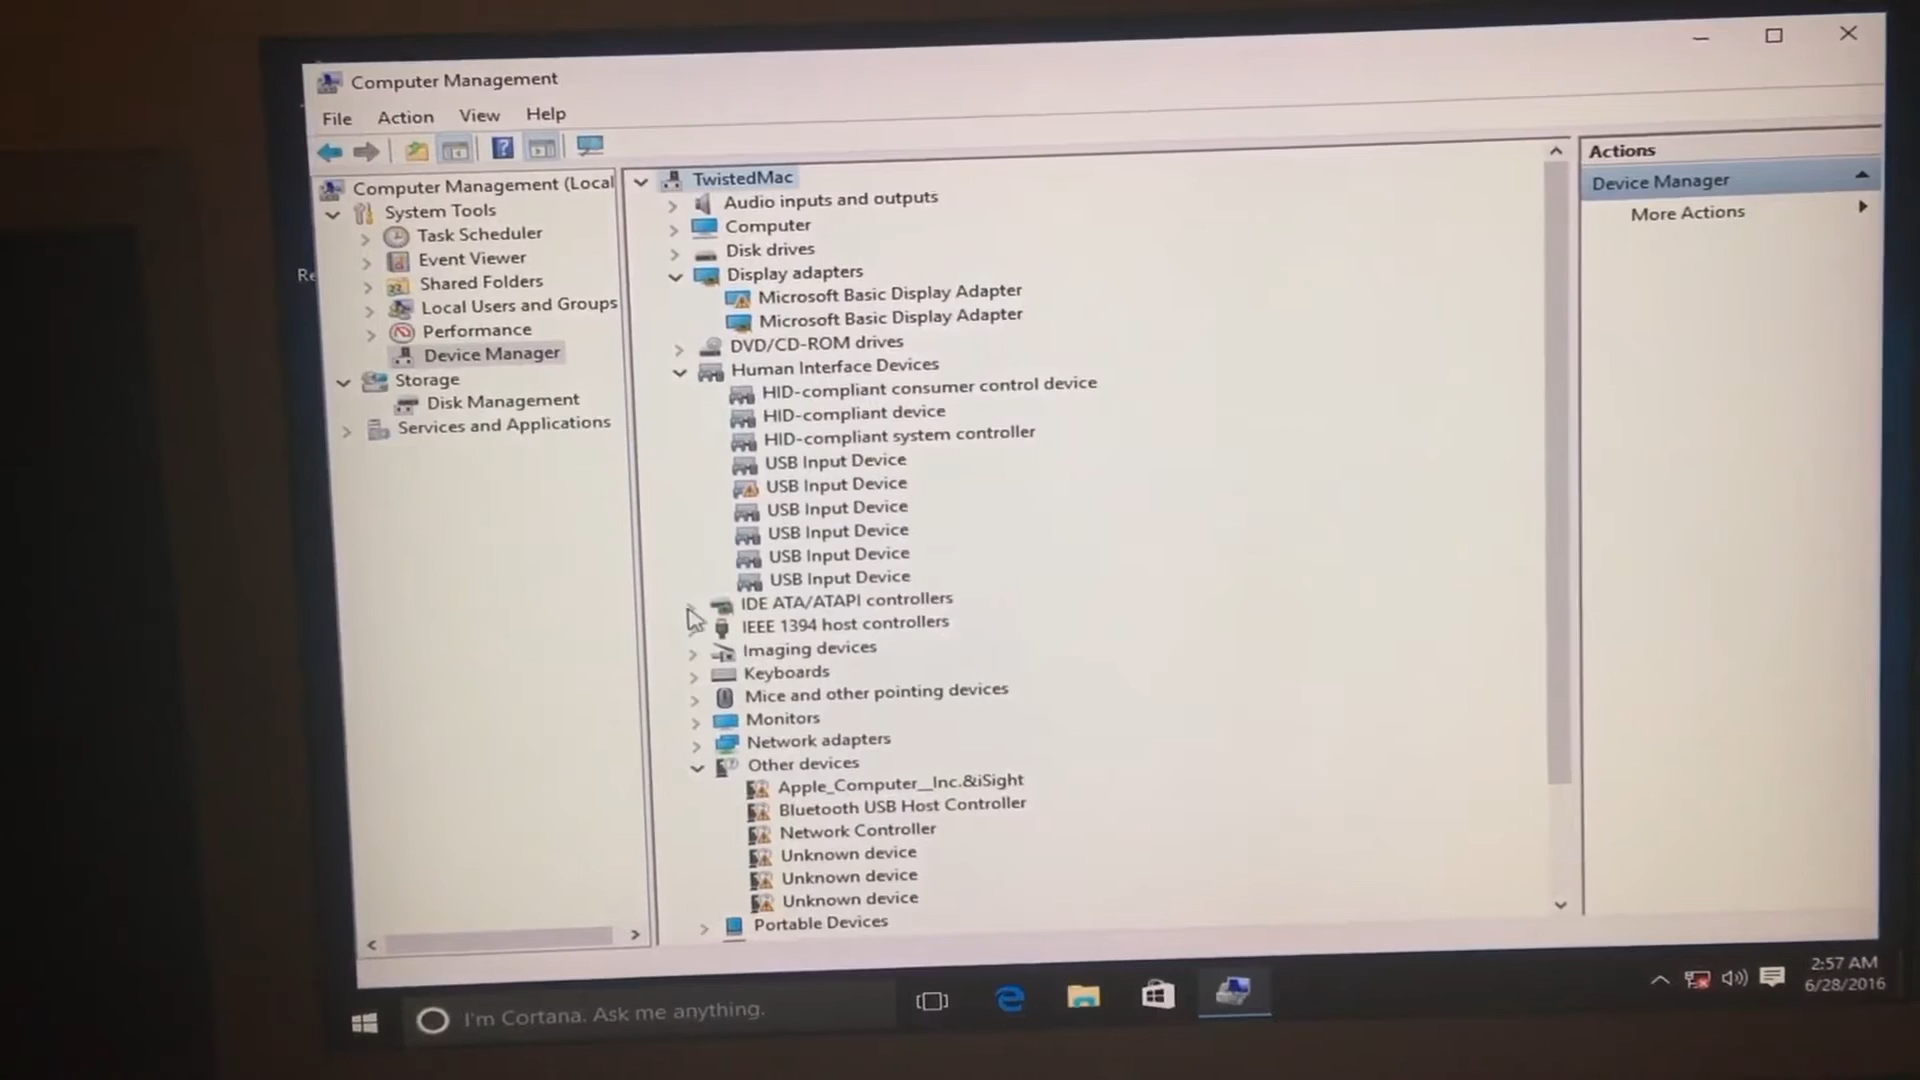 Computer Management
File Action View Help
Computer Management (Local
System Tools
Task Scheduler
Event Viewer
Shared Folders
Local Users and Groups
Performance
Device Manager
Storage
Disk Management
Services and Applications
Re
TwistedMac
Audio inputs and outputs
Computer
Disk drives
Display adapters
Microsoft Basic Display Adapter
Microsoft Basic Display Adapter
DVD/CD-ROM drives
Human Interface Devices
HID-compliant consumer control device
HID-compliant device
HID-compliant system controller
USB Input Device
USB Input Device
USB Input Device
USB Input Device
USB Input Device
USB Input Device
IDE ATA/ATAPI controllers
IEEE 1394 host controllers
Imaging devices
Keyboards
Mice and other pointing devices
Monitors
Network adapters
Other devices
Apple_Computer__Inc.&iSight
Bluetooth USB Host Controller
Network Controller
Unknown device
Unknown device
Unknown device
Portable Devices
Actions
Device Manager
More Actions
I'm Cortana. Ask me anything.
2:57 AM
6/28/2016